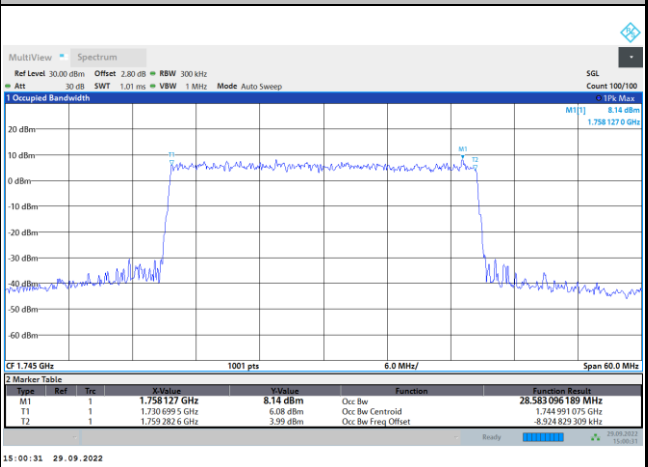 MultiView Spectrum
Ref Level 30.00 dBm Offset 2.80 dB RBW 300 kHz SGL
Att 30 dB SWT 1.01 ms VBW 1 MHz Mode Auto Sweep Count 100/100
1 Occupied Bandwidth 1Pk Max
M1[1] 8.14 dBm
1.758 127 0 GHz
20 dBm
M1
10 dBm
T1
T2
0 dBm
-10 dBm
-20 dBm
-30 dBm
-40 dBm
-50 dBm
-60 dBm
CF 1.745 GHz 1001 pts 6.0 MHz/ Span 60.0 MHz
2 Marker Table
Type Ref Trc X-Value Y-Value Function Function Result
M1 1 1.758 127 GHz 8.14 dBm Occ Bw 28.583 096 189 MHz
T1 1 1.730 699 5 GHz 6.08 dBm Occ Bw Centroid 1.744 991 075 GHz
T2 1 1.759 282 6 GHz 3.99 dBm Occ Bw Freq Offset -8.924 829 309 kHz
Ready 29.09.2022
15:00:31
15:00:31 29.09.2022